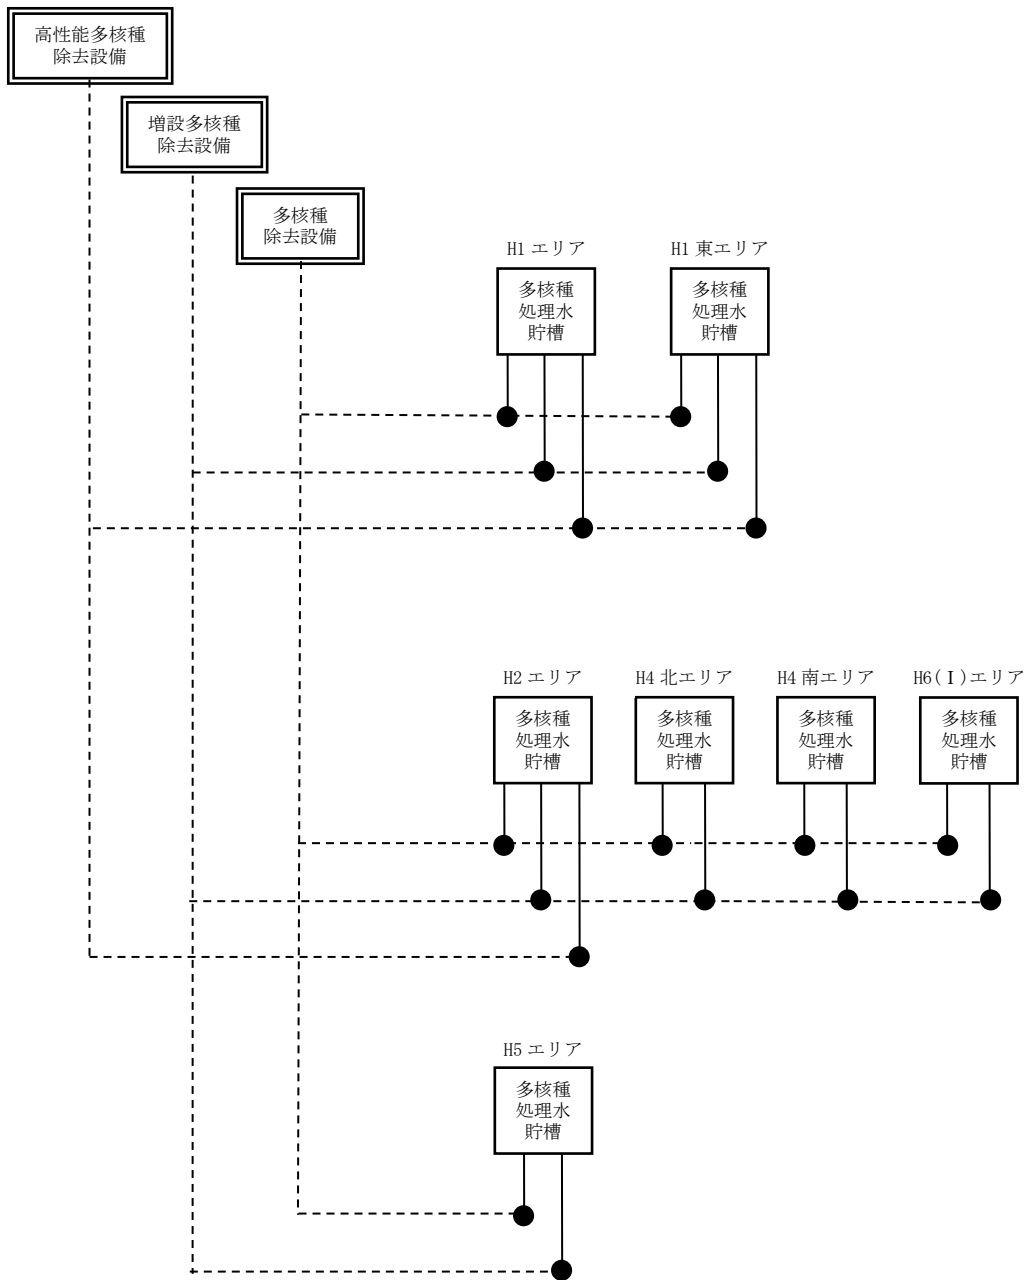 高性能多核種
除去設備
増設多核種
除去設備
多核種
除去設備
H1 エリア
多核種
処理水
貯槽
H1 東エリア
多核種
処理水
貯槽
H2 エリア
多核種
処理水
貯槽
H4 北エリア
多核種
処理水
貯槽
H4 南エリア
多核種
処理水
貯槽
H6(Ⅰ)エリア
多核種
処理水
貯槽
H5 エリア
多核種
処理水
貯槽